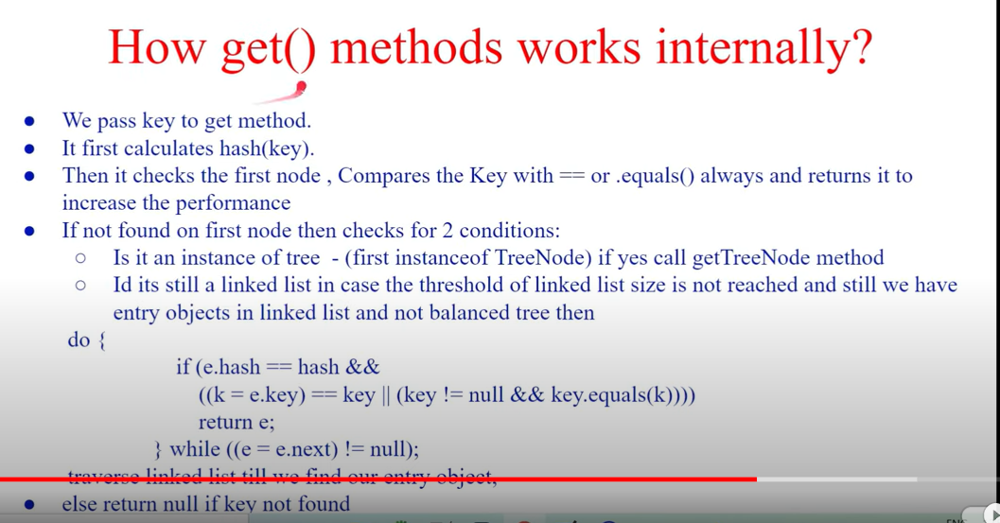 How get() methods works internally?
● We pass key to get method.
● It first calculates hash(key).
● Then it checks the first node , Compares the Key with == or .equals() always and returns it to
increase the performance
● If not found on first node then checks for 2 conditions:
○ Is it an instance of tree - (first instanceof TreeNode) if yes call getTreeNode method
○ Id its still a linked list in case the threshold of linked list size is not reached and still we have
entry objects in linked list and not balanced tree then
do {
if (e.hash == hash &&
((k = e.key) == key || (key != null && key.equals(k))))
return e;
} while ((e = e.next) != null);
traverse linked list till we find our entry object,
● else return null if key not found